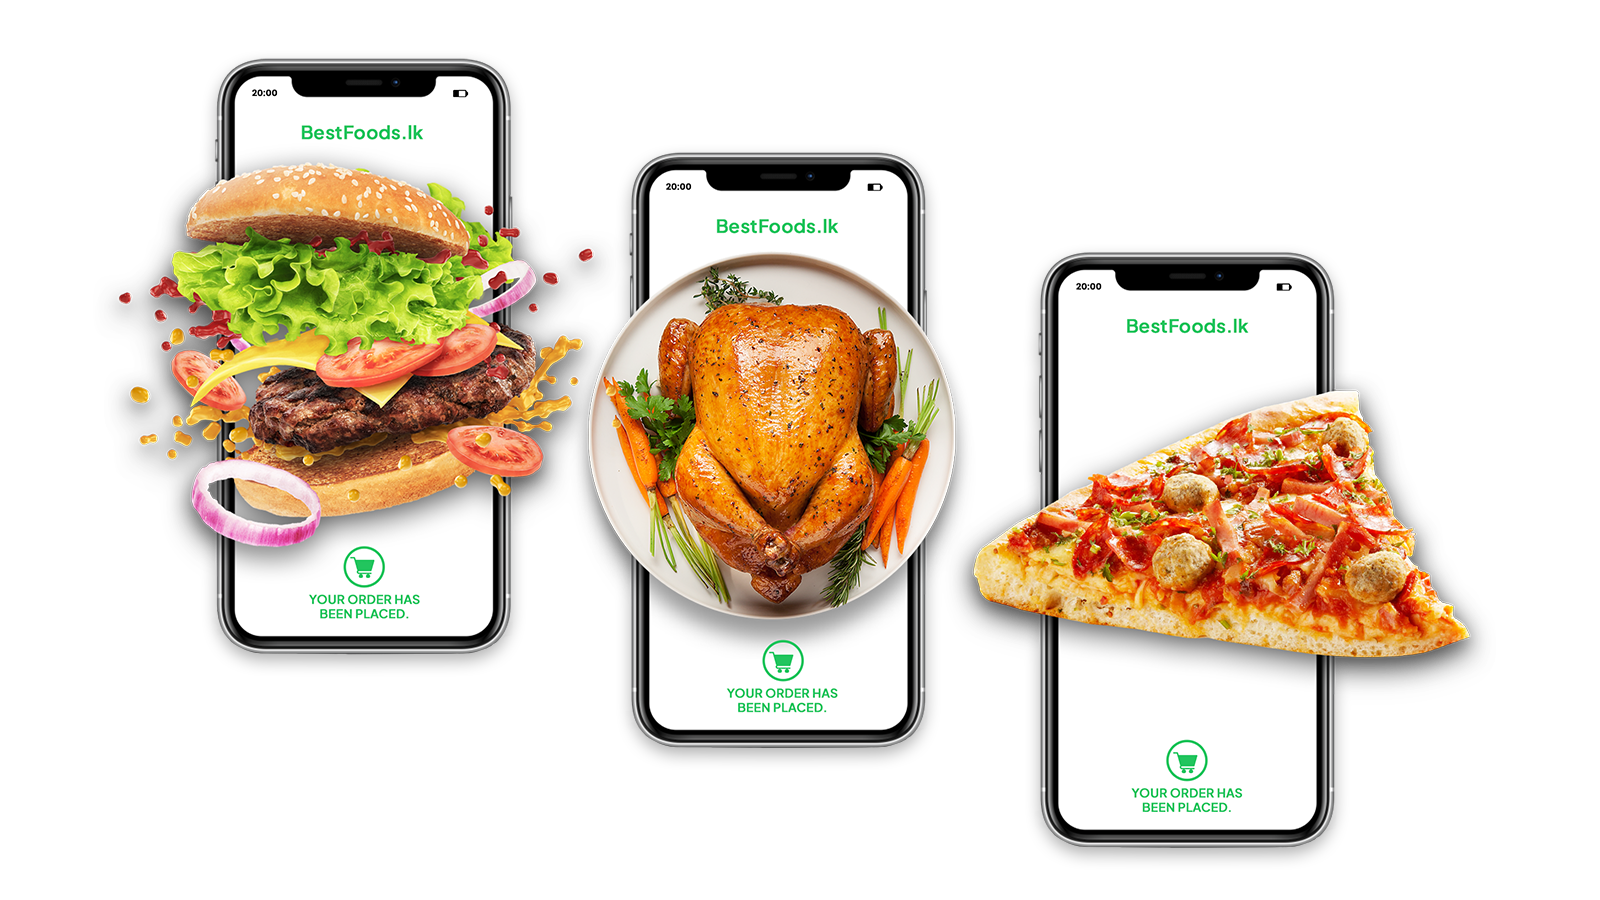 20:00
BestFoods.lk
YOUR ORDER HAS
BEEN PLACED.
20:00
BestFoods.lk
YOUR ORDER HAS
BEEN PLACED.
20:00
BestFoods.lk
YOUR ORDER HAS
BEEN PLACED.